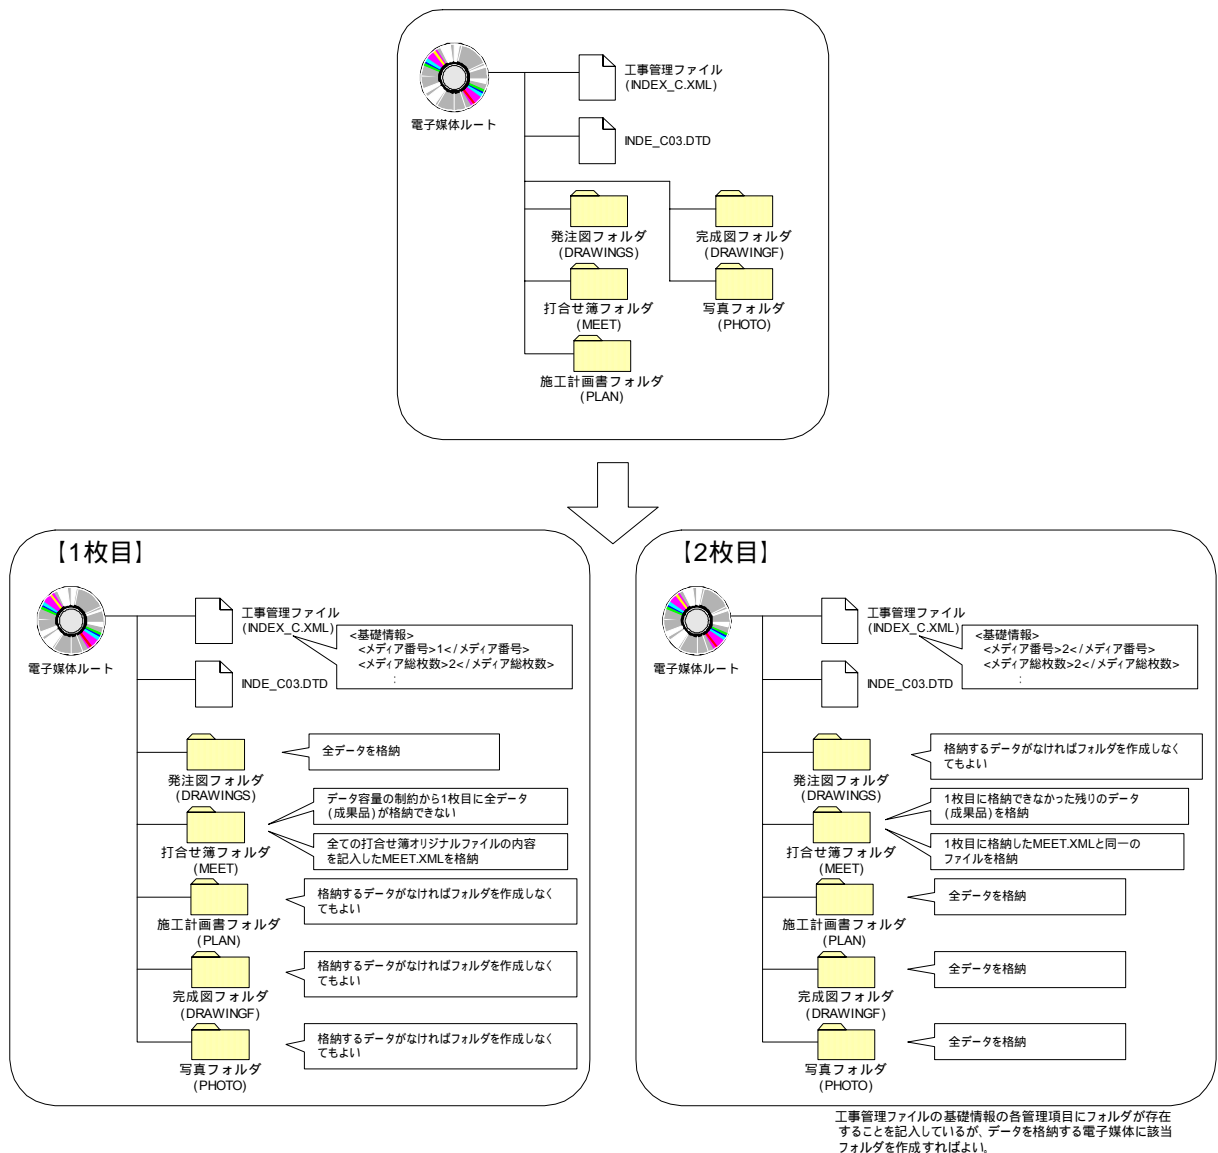 工事管理ファイル
(INDEX_C.XML)
電子媒体ルート
INDE_C03.DTD
発注図フォルダ
(DRAWINGS)
完成図フォルダ
(DRAWINGF)
打合せ簿フォルダ
(MEET)
写真フォルダ
(PHOTO)
施工計画書フォルダ
(PLAN)
【1枚目】
工事管理ファイル
(INDEX_C.XML)
<基礎情報>
<メディア番号>1</メディア番号>
<メディア総枚数>2</メディア総枚数>
:
電子媒体ルート
INDE_C03.DTD
全データを格納
発注図フォルダ
(DRAWINGS)
データ容量の制約から1枚目に全データ
(成果品)が格納できない
全ての打合せ簿オリジナルファイルの内容
を記入したMEET.XMLを格納
打合せ簿フォルダ
(MEET)
格納するデータがなければフォルダを作成しなく
てもよい
施工計画書フォルダ
(PLAN)
格納するデータがなければフォルダを作成しなく
てもよい
完成図フォルダ
(DRAWINGF)
格納するデータがなければフォルダを作成しなく
てもよい
写真フォルダ
(PHOTO)
【2枚目】
工事管理ファイル
(INDEX_C.XML)
<基礎情報>
<メディア番号>2</メディア番号>
<メディア総枚数>2</メディア総枚数>
:
電子媒体ルート
INDE_C03.DTD
格納するデータがなければフォルダを作成しなく
てもよい
発注図フォルダ
(DRAWINGS)
1枚目に格納できなかった残りのデータ
(成果品)を格納
1枚目に格納したMEET.XMLと同一の
ファイルを格納
打合せ簿フォルダ
(MEET)
全データを格納
施工計画書フォルダ
(PLAN)
全データを格納
完成図フォルダ
(DRAWINGF)
全データを格納
写真フォルダ
(PHOTO)
工事管理ファイルの基礎情報の各管理項目にフォルダが存在
することを記入しているが、データを格納する電子媒体に該当
フォルダを作成すればよい。